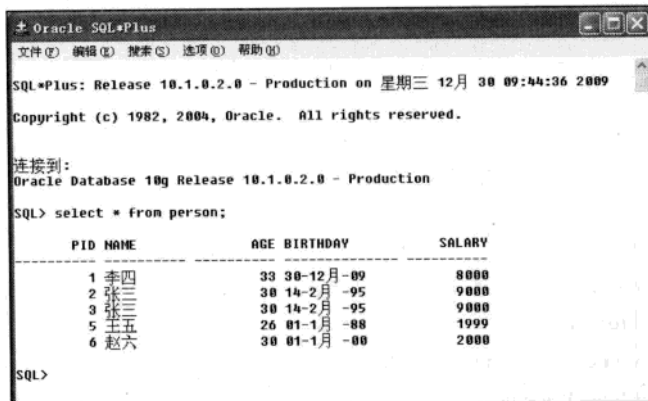 Oracle SQL*Plus
文件(F) 编辑(E) 搜索(S) 选项(O) 帮助(H)
SQL*Plus: Release 10.1.0.2.0 - Production on 星期三 12月 30 09:44:36 2009
Copyright (c) 1982, 2004, Oracle.  All rights reserved.
连接到:
Oracle Database 10g Release 10.1.0.2.0 - Production
SQL> select * from person;
PID NAME AGE BIRTHDAY SALARY
---------- ---------- ---------- -------------- ----------
1 李四 33 30-12月-09 8000
2 张三 30 14-2月 -95 9000
3 张三 30 14-2月 -95 9000
5 王五 26 01-1月 -88 1999
6 赵六 30 01-1月 -80 2000
SQL>